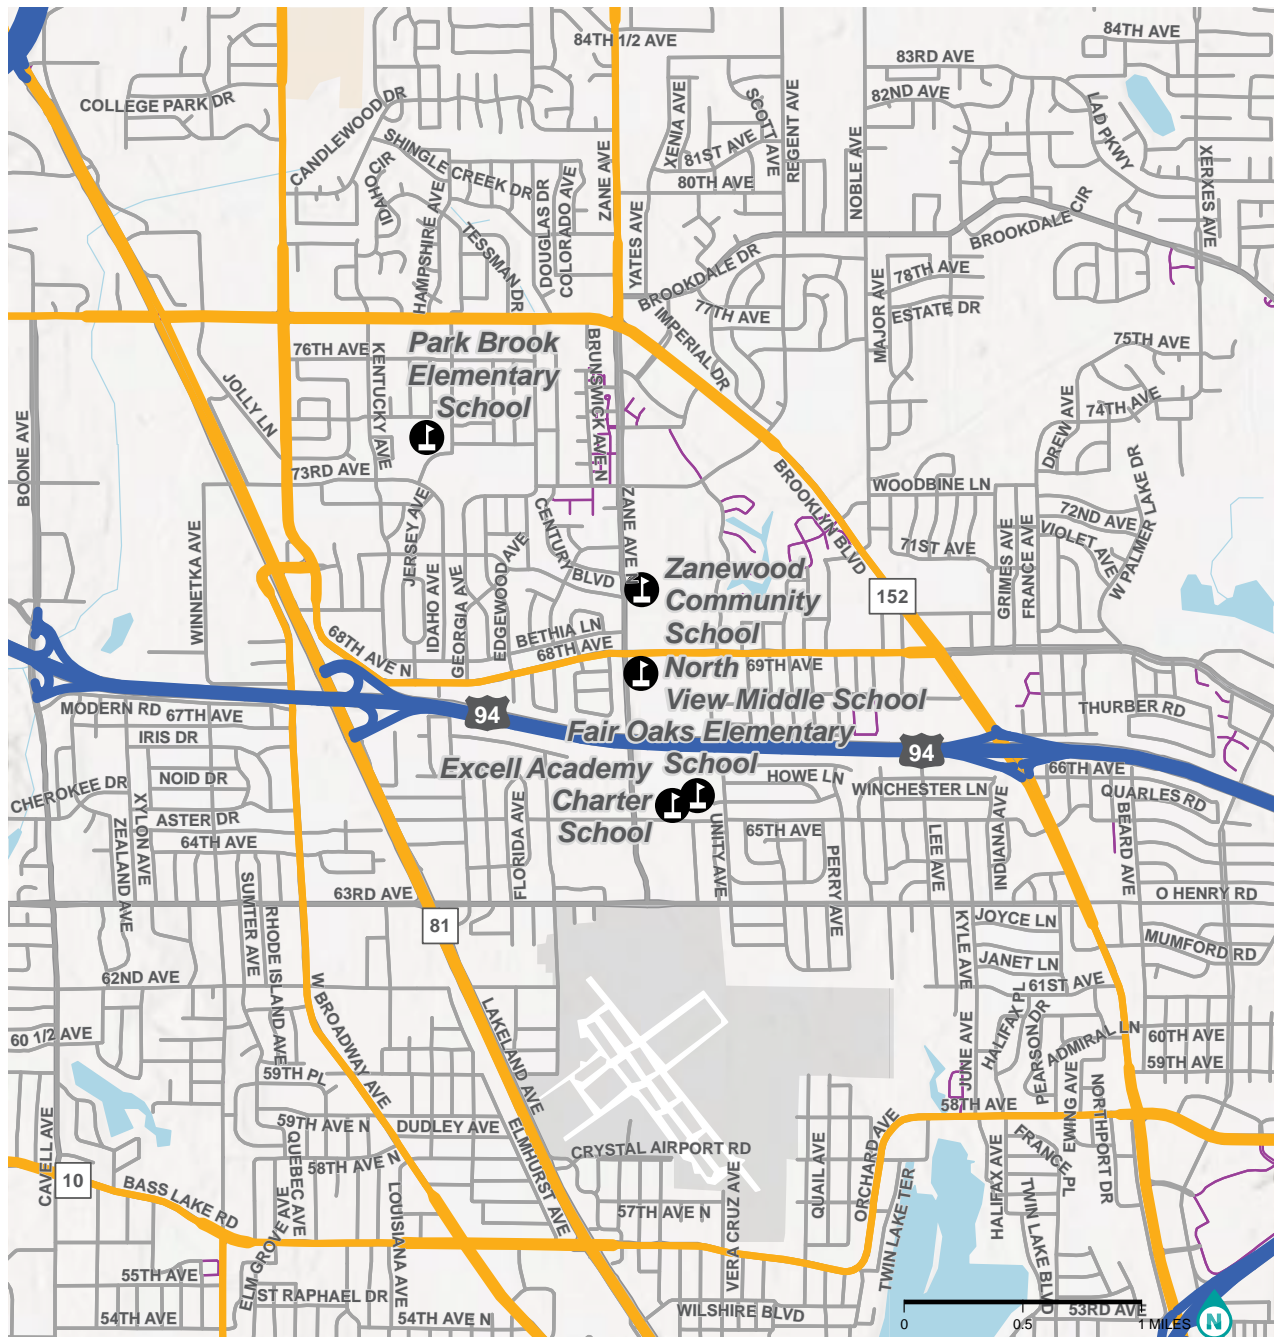 84TH 1/2 AVE
84TH AVE
83RD AVE
82ND AVE
COLLEGE PARK DR
CANDLEWOOD DR
SHINGLE CREEK DR
IDAHO CIR
HAMPSHIRE AVE
TESSMAN DR
DOUGLAS DR
COLORADO AVE
ZANE AVE
YATES AVE
XENIA AVE
SCOTT AVE
REGENT AVE
81ST AVE
80TH AVE
NOBLE AVE
LAD PKWY
XERXES AVE
BROOKDALE CIR
BROOKDALE DR
78TH AVE
77TH AVE
ESTATE DR
MAJOR AVE
IMPERIAL DR
75TH AVE
74TH AVE
DREW AVE
76TH AVE
KENTUCKY AVE
JOLLY LN
BOONE AVE
Park Brook
Elementary
School
BRUNSWICK AVE N
73RD AVE
BROOKLYN BLVD
WOODBINE LN
W PALMER LAKE DR
72ND AVE
VIOLET AVE
71ST AVE
GRIMES AVE
FRANCE AVE
WINNETKA AVE
JERSEY AVE
IDAHO AVE
GEORGIA AVE
EDGEWOOD AVE
CENTURY BLVD
ZANE AVE N
Zanewood
Community
School
152
BETHIA LN
68TH AVE
68TH AVE N
69TH AVE
North
View Middle School
94
94
MODERN RD
67TH AVE
IRIS DR
NOID DR
CHEROKEE DR
XYLON AVE
ZEALAND AVE
ASTER DR
64TH AVE
Fair Oaks Elementary
School
Excell Academy
Charter
School
HOWE LN
WINCHESTER LN
THURBER RD
66TH AVE
QUARLES RD
BEARD AVE
INDIANA AVE
LEE AVE
FLORIDA AVE
UNITY AVE
65TH AVE
PERRY AVE
63RD AVE
O HENRY RD
81
SUMTER AVE
RHODE ISLAND AVE
KYLE AVE
JOYCE LN
JANET LN
MUMFORD RD
61ST AVE
62ND AVE
60 1/2 AVE
W BROADWAY AVE
LAKELAND AVE
ELMHURST AVE
HALIFAX PL
PEARSON DR
ADMIRAL LN
60TH AVE
59TH AVE
JUNE AVE
59TH PL
59TH AVE N
DUDLEY AVE
58TH AVE N
QUEBEC AVE
CRYSTAL AIRPORT RD
58TH AVE
EWING AVE
NORTHPORT DR
FRANCE PL
CAVELL AVE
10
BASS LAKE RD
ELM GROVE AVE
LOUISIANA AVE
57TH AVE N
VERA CRUZ AVE
QUAIL AVE
ORCHARD AVE
TWIN LAKE TER
HALIFAX AVE
TWIN LAKE BLVD
55TH AVE
54TH AVE
ST RAPHAEL DR
54TH AVE N
WILSHIRE BLVD
53RD AVE
0
0.5
1 MILES
N